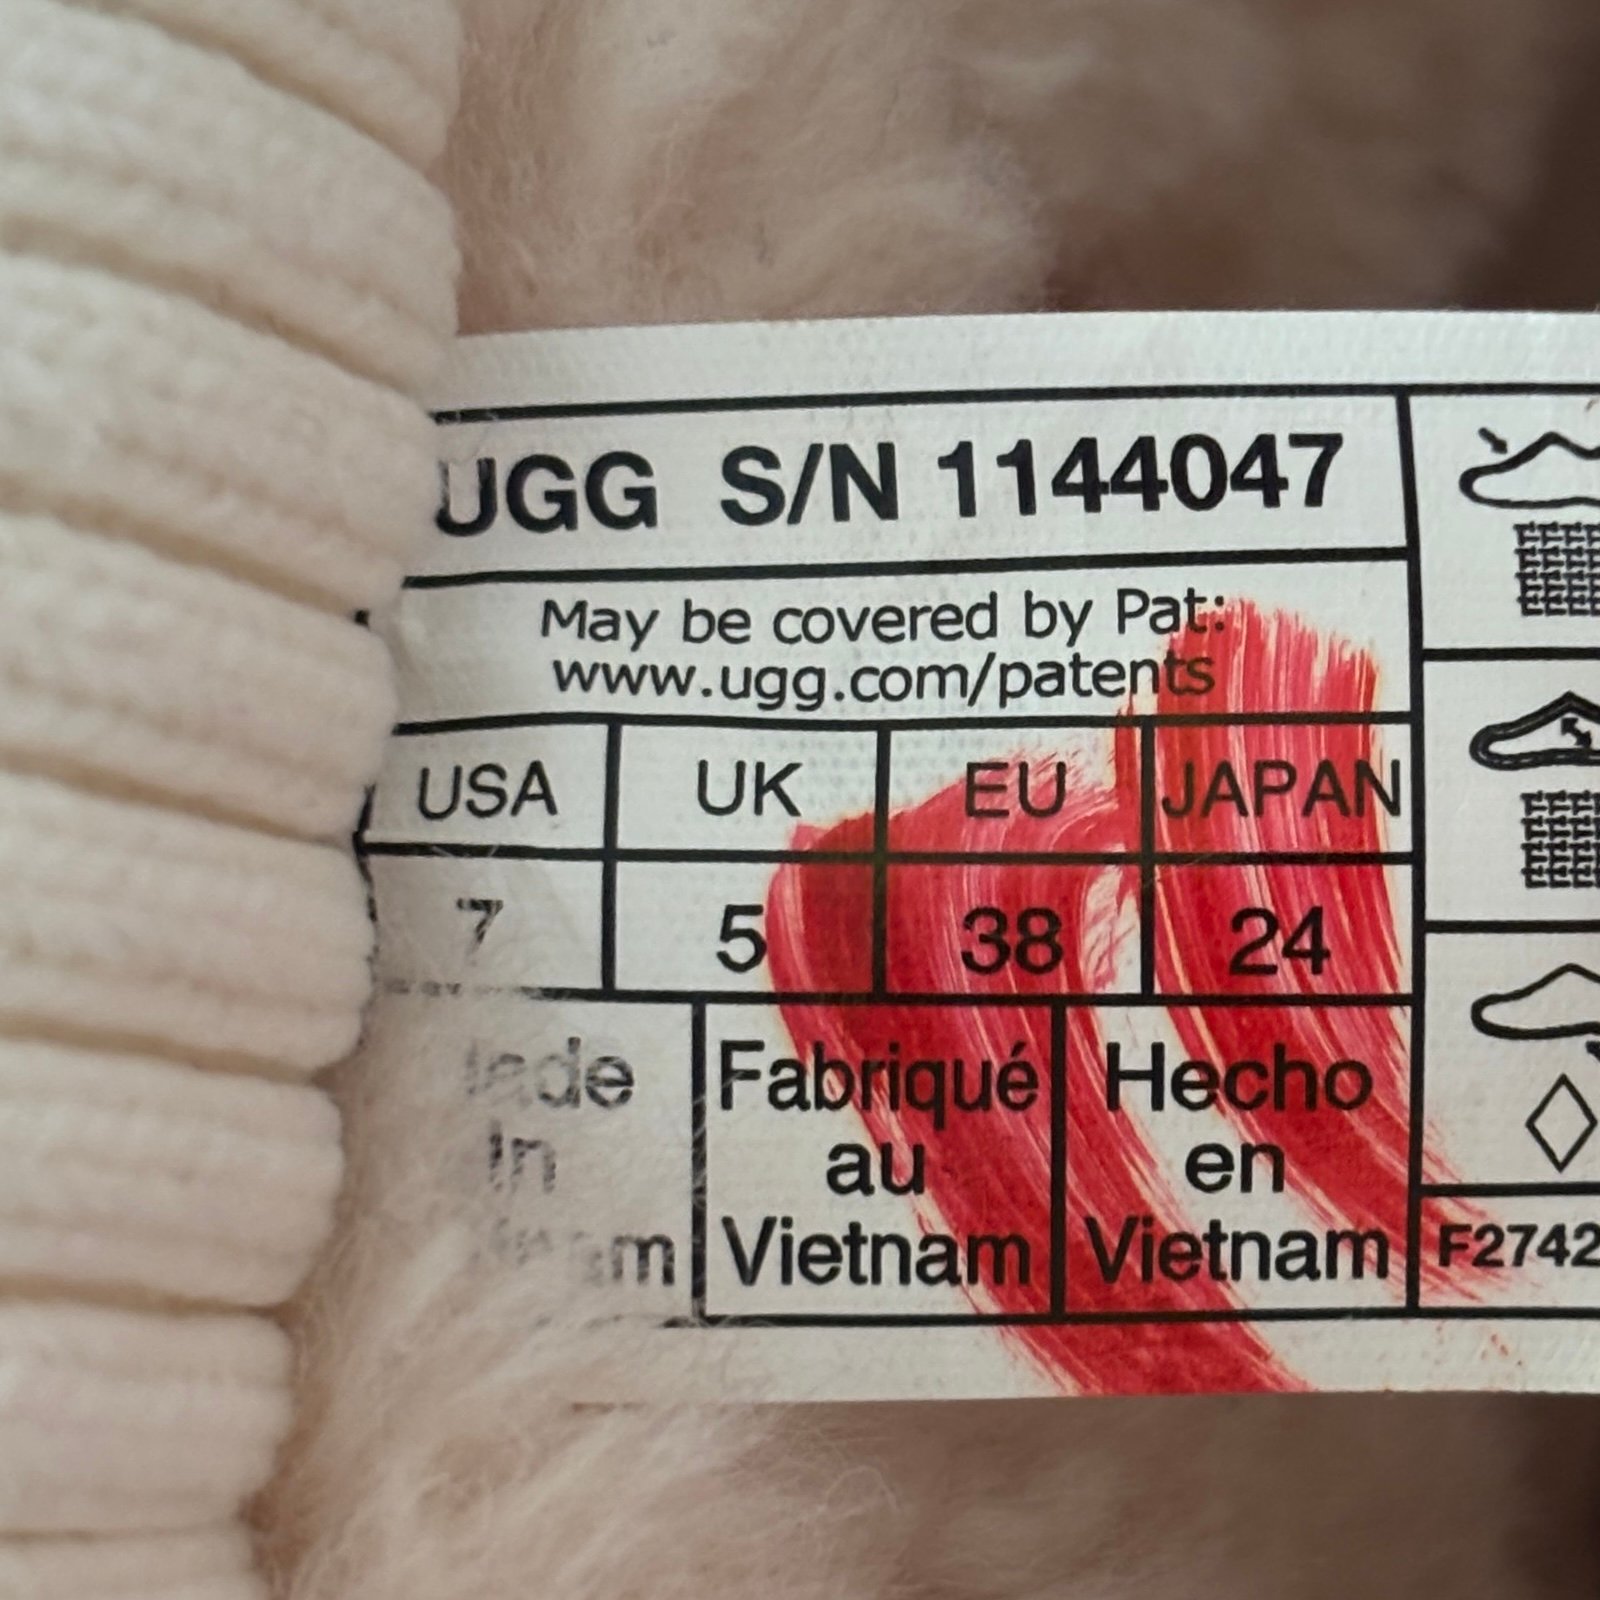 UGG S/N 1144047
May be covered by Pat:
www.ugg.com/patents
USA UK EU JAPAN
7 5 38 24
Fabriqué Hecho
in au en
Vietnam Vietnam
F2742